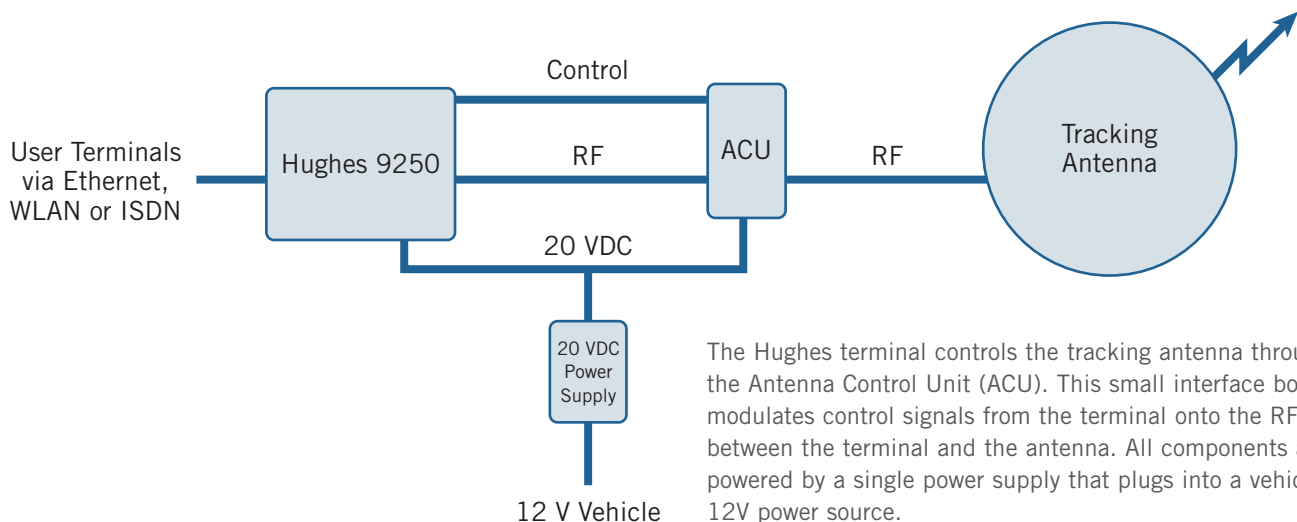 Control
User Terminals
via Ethernet,
WLAN or ISDN
Hughes 9250
RF
ACU
RF
Tracking
Antenna
20 VDC
20 VDC
Power
Supply
12 V Vehicle
The Hughes terminal controls the tracking antenna
the Antenna Control Unit (ACU). This small interface
modulates control signals from the terminal onto the RF
between the terminal and the antenna. All components
powered by a single power supply that plugs into a
12V power source.